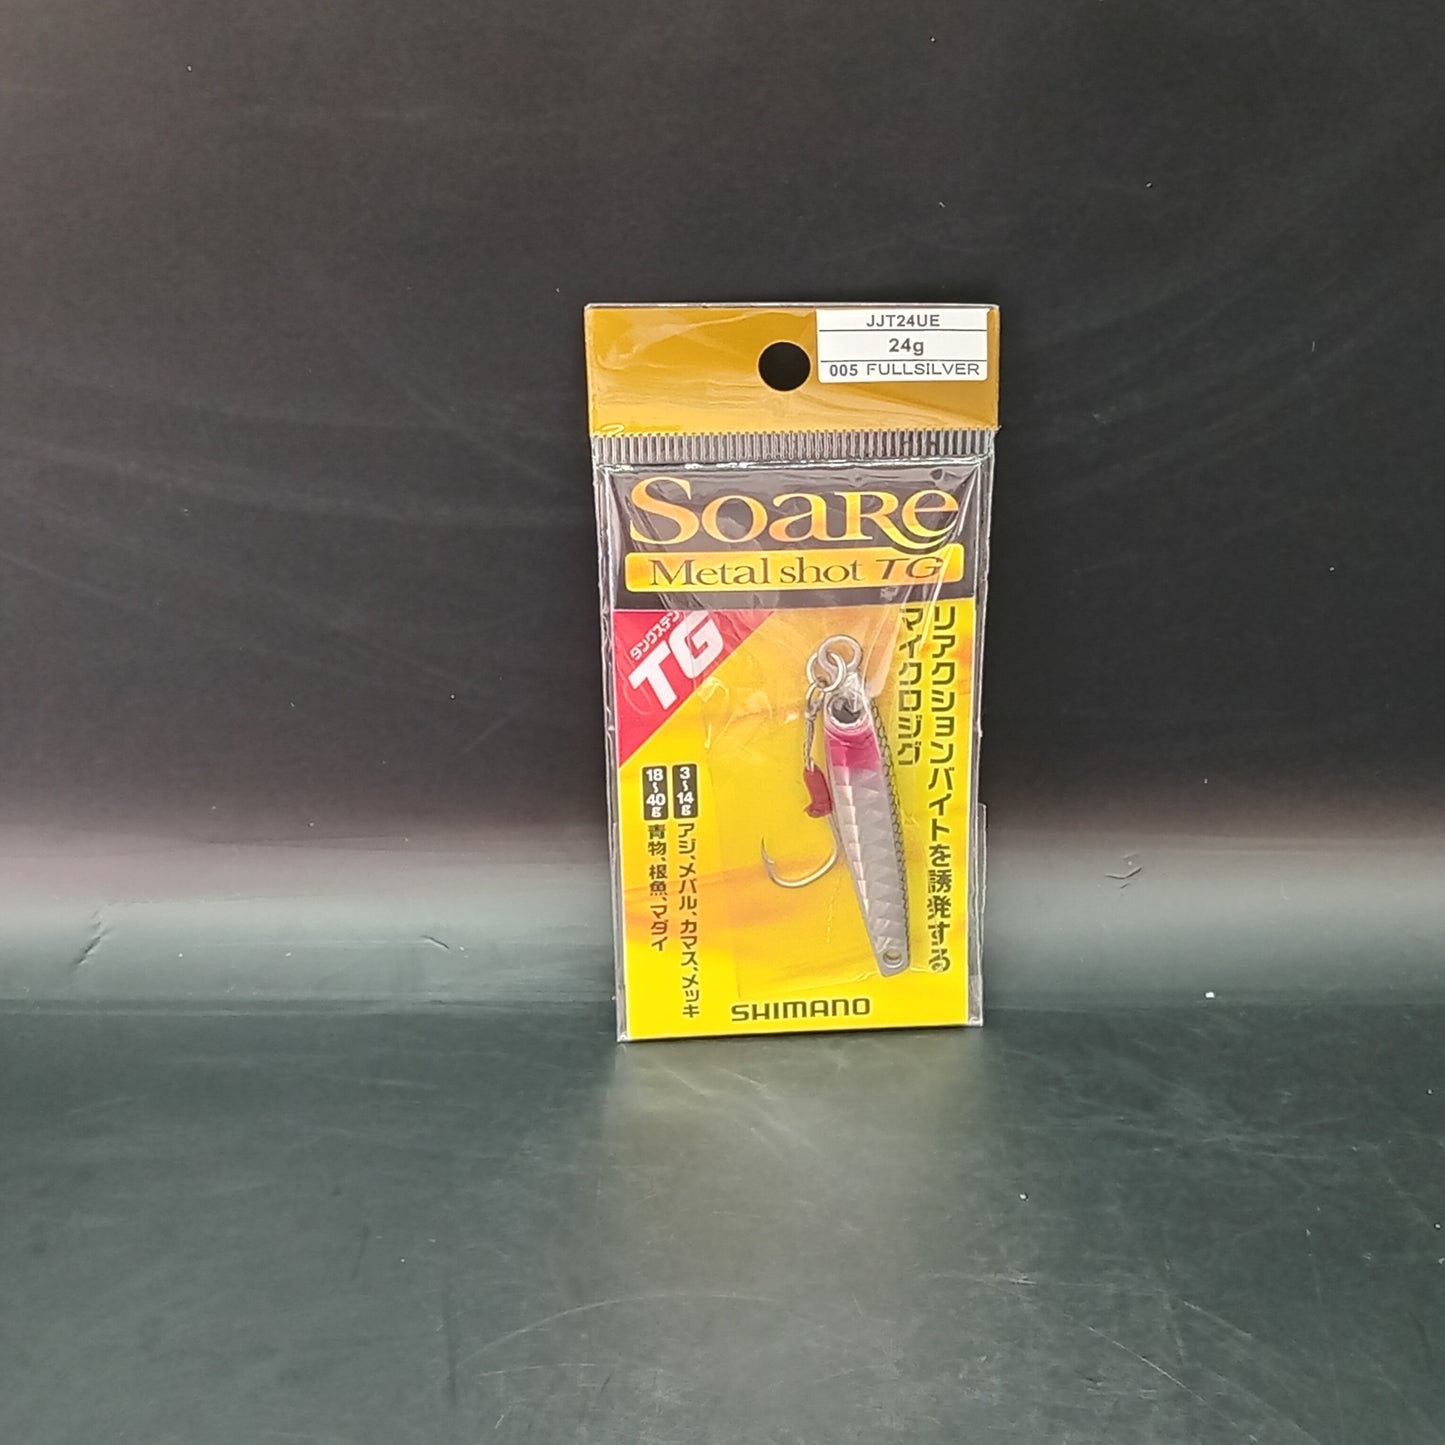 JJT24UE
24g
005 FULLSILVER
SoaRe
Metal shot TG
タングステン
TG
リアクションバイトを誘発する
マイクロジグ
3~14g アジ、メバル、カマス、メッキ
18~40g 青物、根魚、マダイ
SHIMANO